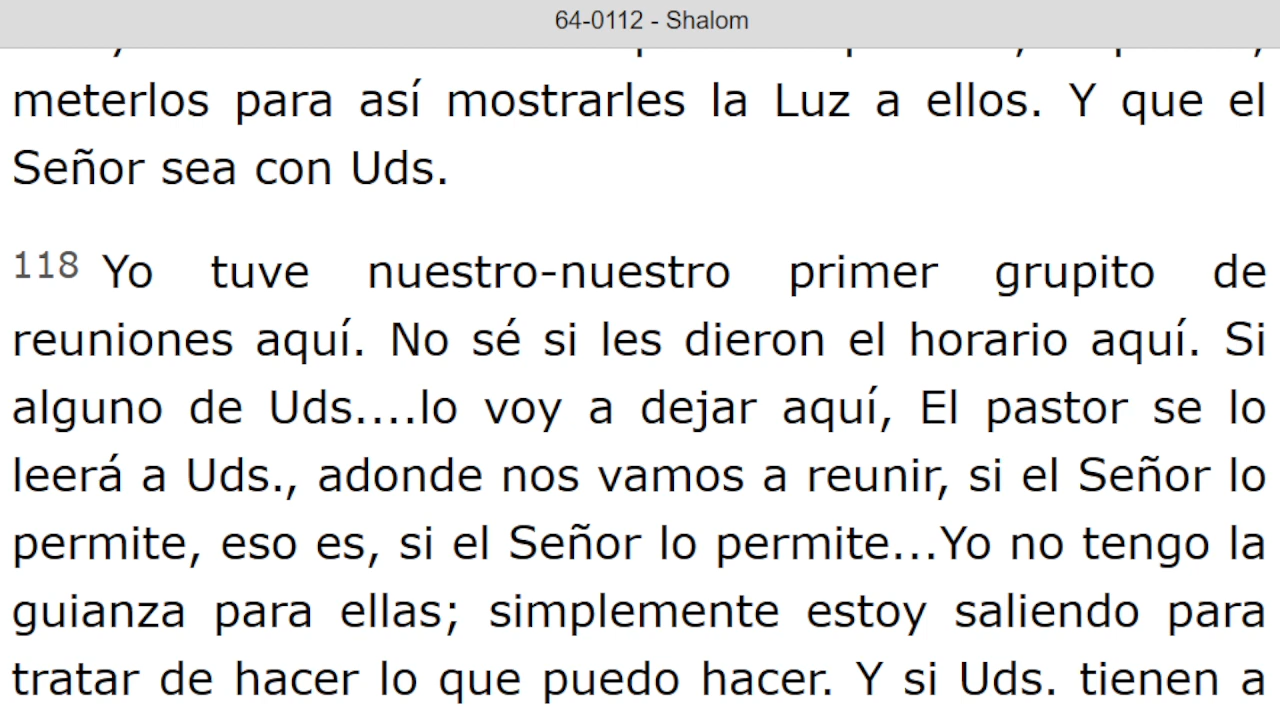 64-0112 - Shalom
meterlos para así mostrarles la Luz a ellos. Y que el
Señor sea con Uds.
118 Yo tuve nuestro-nuestro primer grupito de
reuniones aquí. No sé si les dieron el horario aquí. Si
alguno de Uds....lo voy a dejar aquí, El pastor se lo
leerá a Uds., adonde nos vamos a reunir, si el Señor lo
permite, eso es, si el Señor lo permite...Yo no tengo la
guianza para ellas; simplemente estoy saliendo para
tratar de hacer lo que puedo hacer. Y si Uds. tienen a